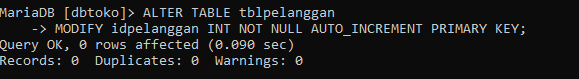 MariaDB [dbtoko]> ALTER TABLE tblpelanggan
    -> MODIFY idpelanggan INT NOT NULL AUTO_INCREMENT PRIMARY KEY;
Query OK, 0 rows affected (0.090 sec)
Records: 0  Duplicates: 0  Warnings: 0